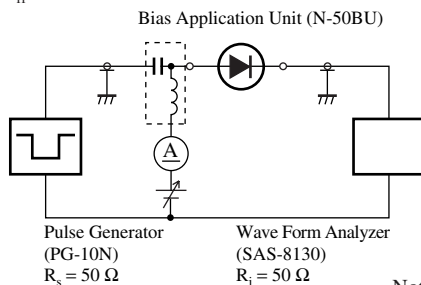 Bias Application Unit (N-50BU)
A
Pulse Generator
(PG-10N)
Rs = 50 Ω
Wave Form Analyzer
(SAS-8130)
Ri = 50 Ω